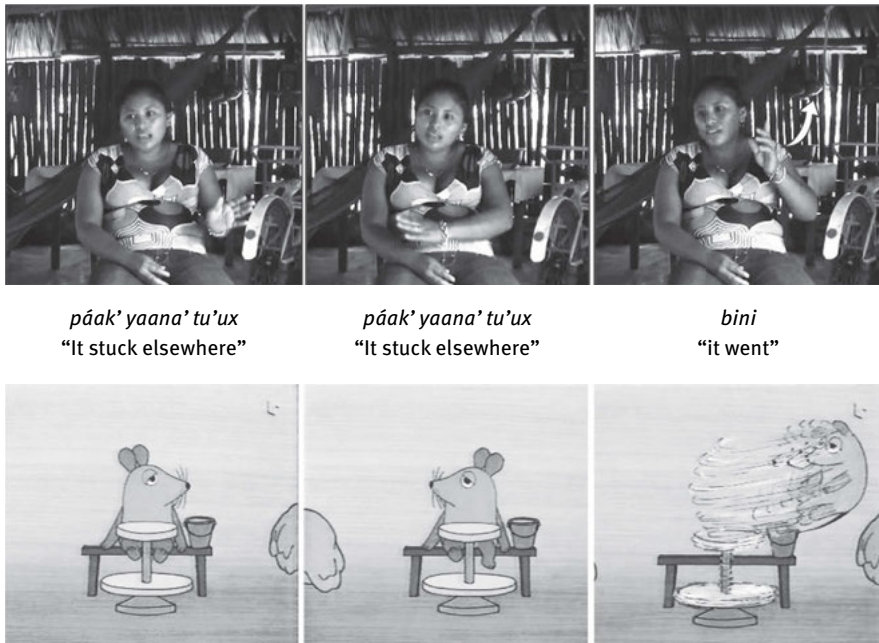 páak’ yaana’ tu’ux
“It stuck elsewhere”
páak’ yaana’ tu’ux
“It stuck elsewhere”
bini
“it went”